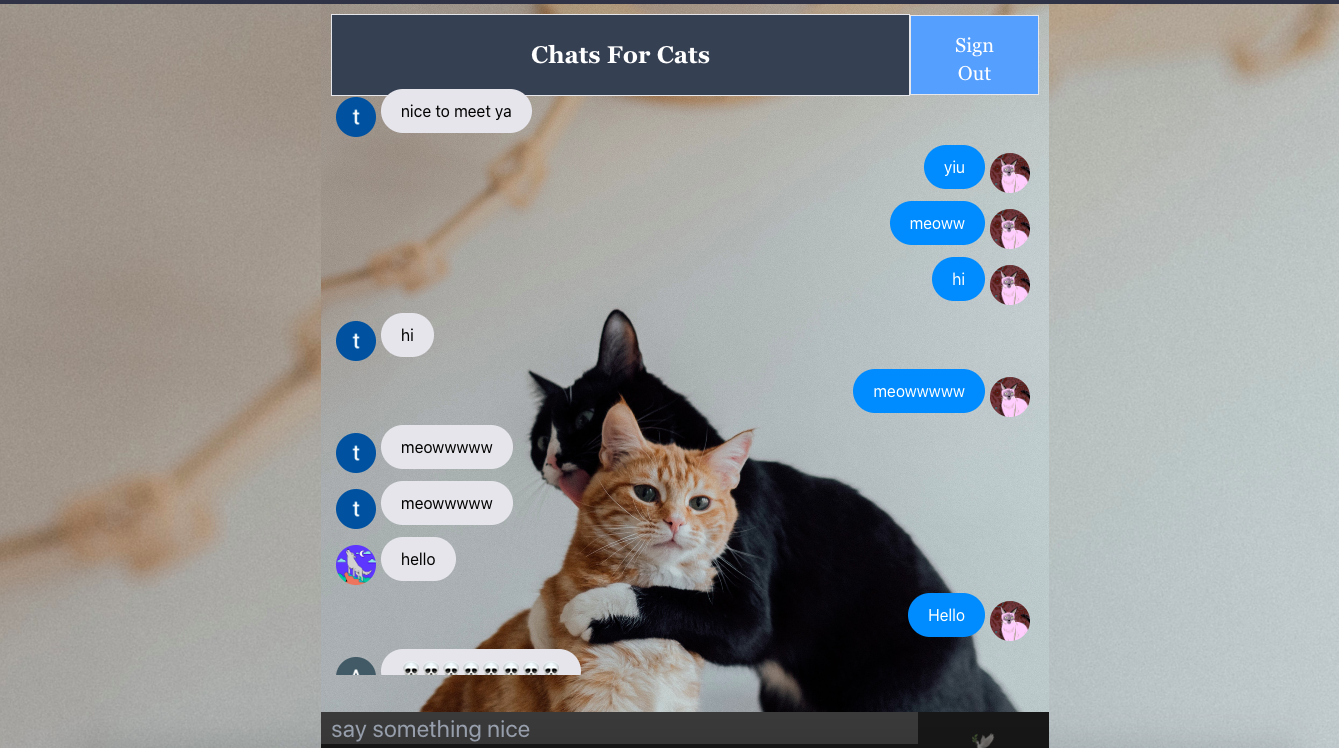 Chats For Cats
Sign
Out
t
nice to meet ya
yiu
meoww
hi
t
hi
meowwwww
t
meowwwww
t
meowwwww
hello
Hello
A
💀💀💀💀💀💀💀💀
say something nice